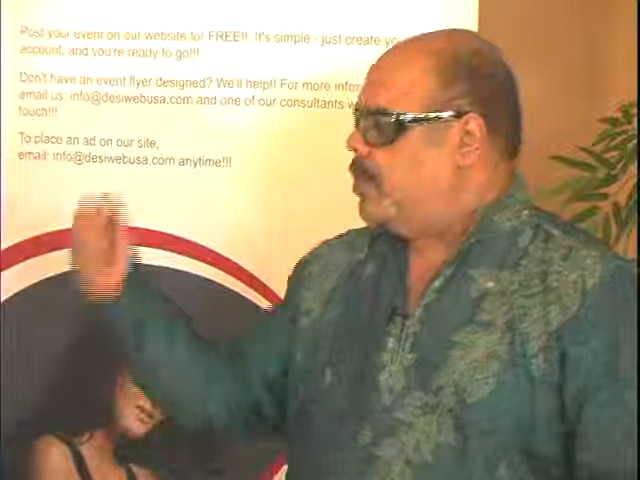 Post your event on our website for FREE!!. It's simple - just create you
account, and you're ready to go!!!
Don't have an event flyer designed? We'll help!! For more infor
email us: info@desiwebusa.com and one of our consultants w
touch!!!
To place an ad on our site,
email: info@desiwebusa.com anytime!!!